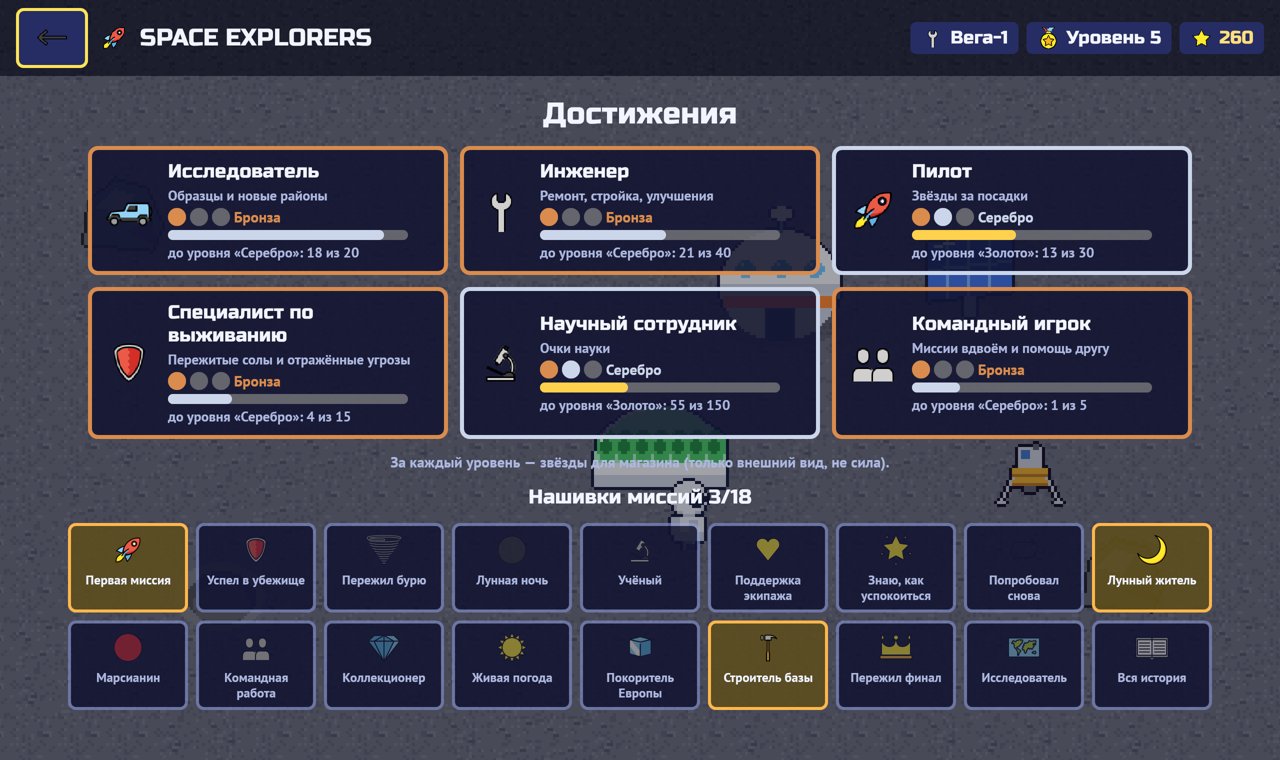 SPACE EXPLORERS
Вега-1
Уровень 5
260
Достижения
Исследователь
Образцы и новые районы
Бронза
до уровня «Серебро»: 18 из 20
Инженер
Ремонт, стройка, улучшения
Бронза
до уровня «Серебро»: 21 из 40
Пилот
Звёзды за посадки
Серебро
до уровня «Золото»: 13 из 30
Специалист по
выживанию
Пережитые солы и отражённые угрозы
Бронза
до уровня «Серебро»: 4 из 15
Научный сотрудник
Очки науки
Серебро
до уровня «Золото»: 55 из 150
Командный игрок
Миссии вдвоём и помощь другу
Бронза
до уровня «Серебро»: 1 из 5
За каждый уровень — звёзды для магазина (только внешний вид, не сила).
Нашивки миссий 3/18
Первая миссия
Успел в убежище
Пережил бурю
Лунная ночь
Учёный
Поддержка
экипажа
Знаю, как
успокоиться
Попробовал
снова
Лунный житель
Марсианин
Командная
работа
Коллекционер
Живая погода
Покоритель
Европы
Строитель базы
Пережил финал
Исследователь
Вся история